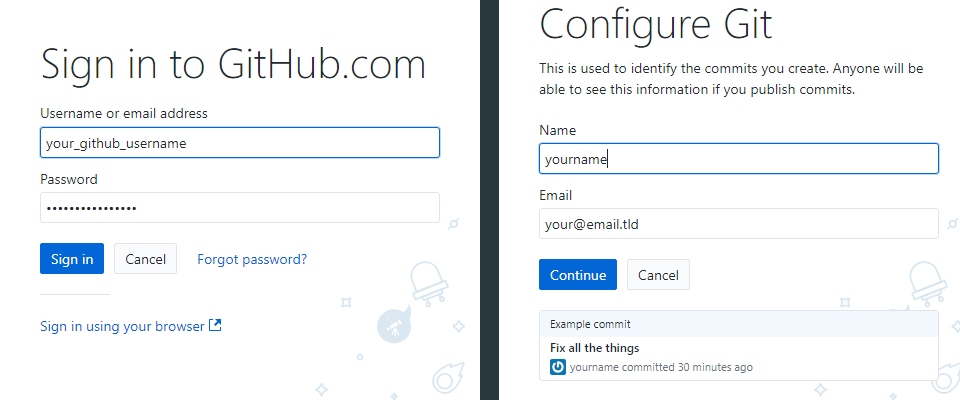 Sign in to GitHub.com
Username or email address
your_github_username
Password
••••••••••••••••
Sign in Cancel Forgot password?
Sign in using your browser
Configure Git
This is used to identify the commits you create. Anyone will be
able to see this information if you publish commits.
Name
yourname
Email
your@email.tld
Continue Cancel
Example commit
Fix all the things
yourname committed 30 minutes ago